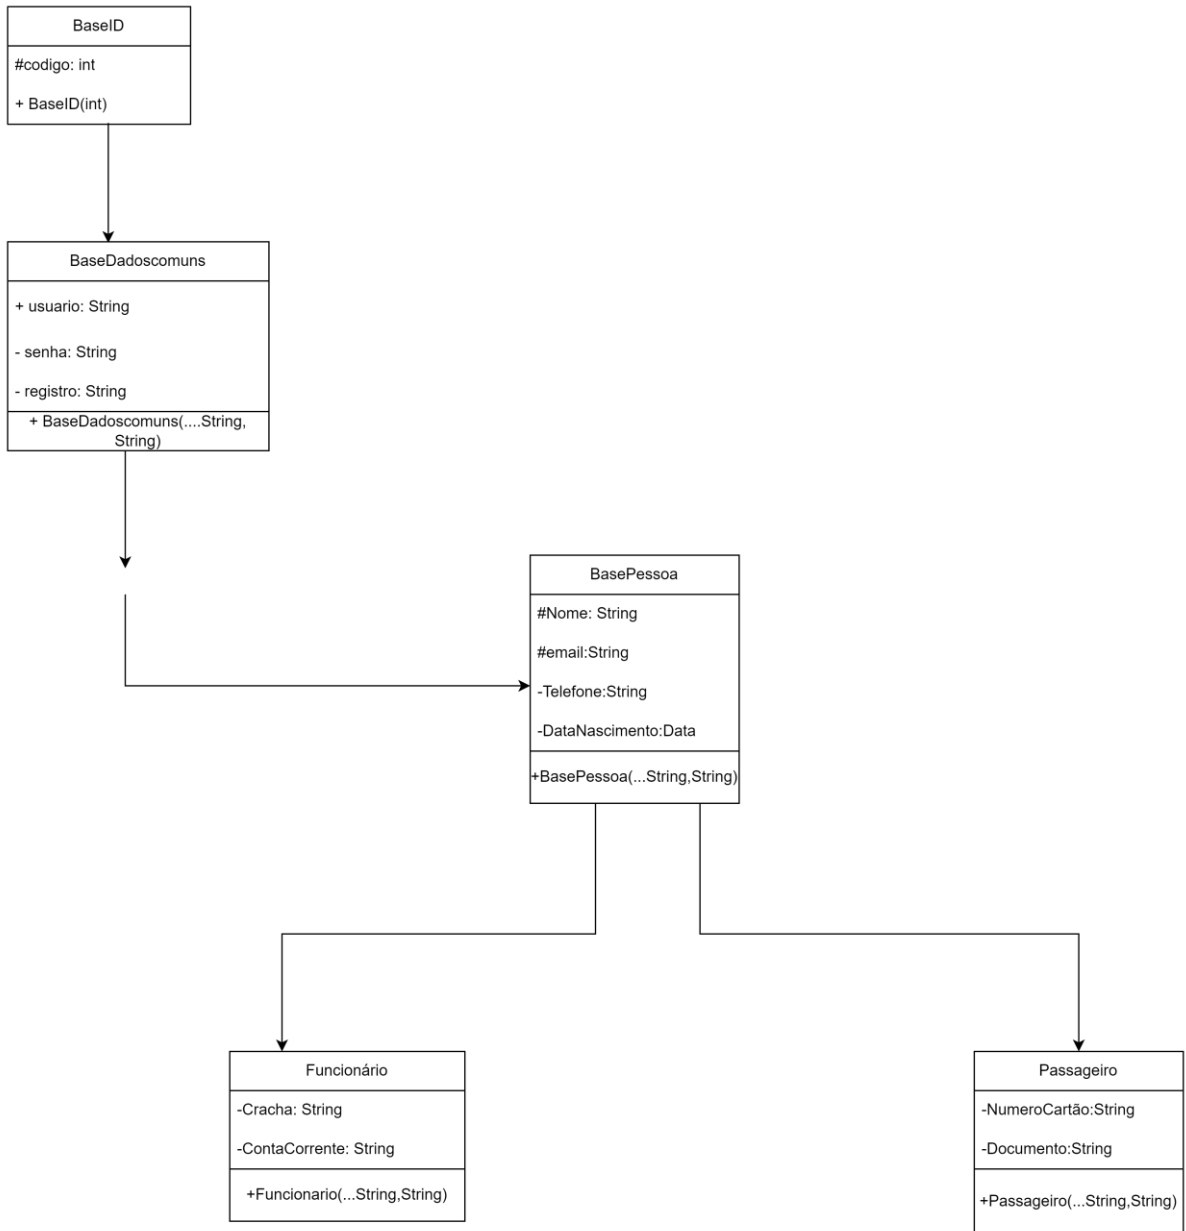 BaseID
#codigo: int
+ BaseID(int)
BaseDadoscomuns
+ usuario: String
- senha: String
- registro: String
+ BaseDadoscomuns(....String,
String)
BasePessoa
#Nome: String
#email:String
-Telefone:String
-DataNascimento:Data
+BasePessoa(...String,String)
Funcionário
-Cracha: String
-ContaCorrente: String
+Funcionario(...String,String)
Passageiro
-NumeroCartão:String
-Documento:String
+Passageiro(...String,String)